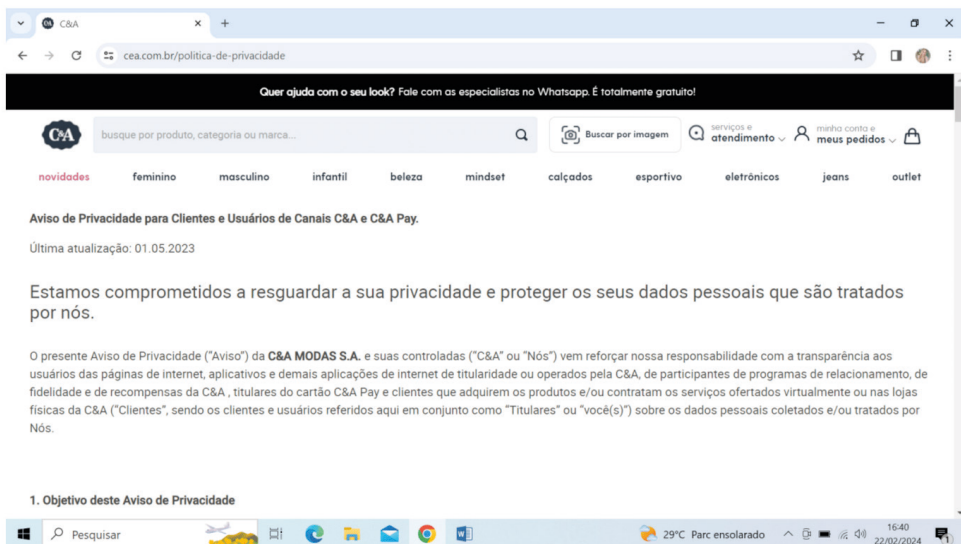 C&A
cea.com.br/politica-de-privacidade
Quer ajuda com o seu look? Fale com as especialistas no Whatsapp. É totalmente gratuito!
C&A
busque por produto, categoria ou marca...
Buscar por imagem
serviços e
atendimento
minha conta e
meus pedidos
novidades feminino masculino infantil beleza mindset calçados esportivo eletrônicos jeans outlet
Aviso de Privacidade para Clientes e Usuários de Canais C&A e C&A Pay.
Última atualização: 01.05.2023
Estamos comprometidos a resguardar a sua privacidade e proteger os seus dados pessoais que são tratados
por nós.
O presente Aviso de Privacidade ("Aviso") da C&A MODAS S.A. e suas controladas ("C&A" ou "Nós") vem reforçar nossa responsabilidade com a transparência aos
usuários das páginas de internet, aplicativos e demais aplicações de internet de titularidade ou operados pela C&A, de participantes de programas de relacionamento, de
fidelidade e de recompensas da C&A , titulares do cartão C&A Pay e clientes que adquirem os produtos e/ou contratam os serviços ofertados virtualmente ou nas lojas
físicas da C&A ("Clientes", sendo os clientes e usuários referidos aqui em conjunto como "Titulares" ou "você(s)") sobre os dados pessoais coletados e/ou tratados por
Nós.
1. Objetivo deste Aviso de Privacidade
Pesquisar
29°C Parc ensolarado
16:40
22/02/2024